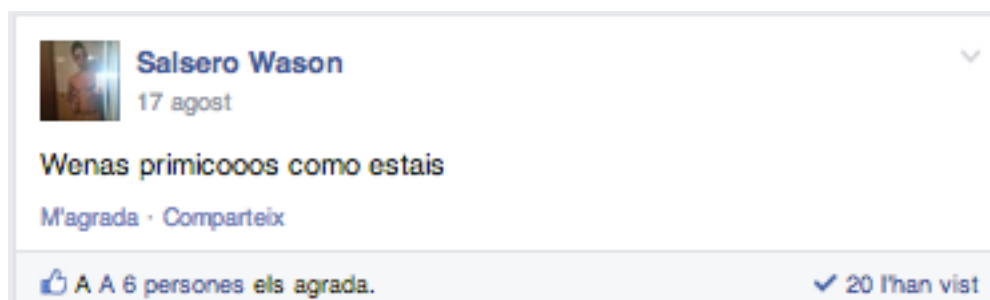 Salsero Wason
17 agost
Wenas primicooos como estais
M'agrada · Comparteix
A A 6 persones els agrada.
20 l'han vist